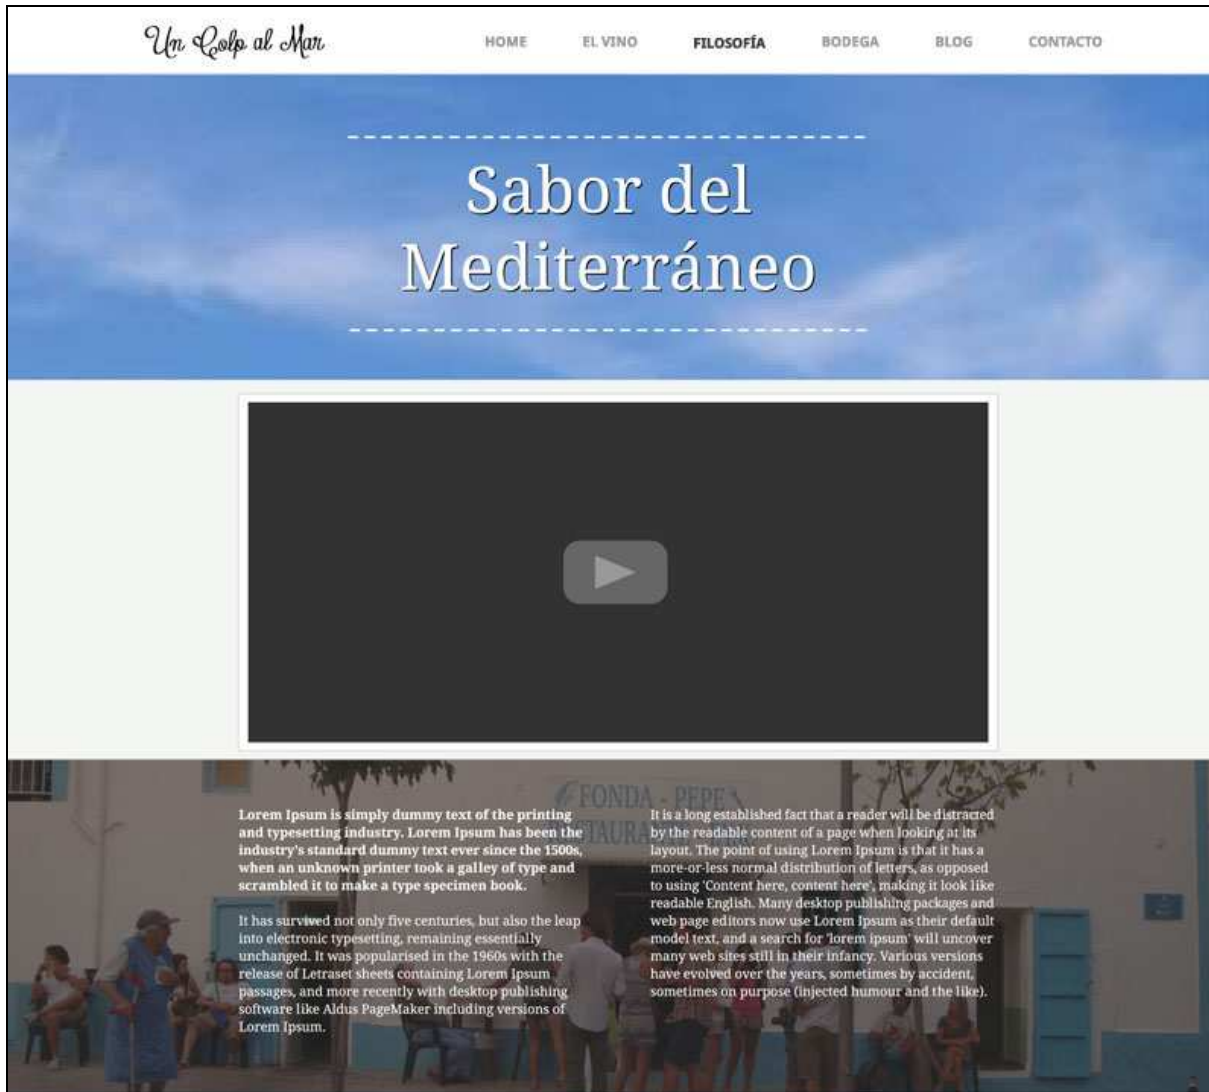 Un Colp al Mar
HOME EL VINO FILOSOFÍA BODEGA BLOG CONTACTO
Sabor del
Mediterráneo
FONDA - PEPE
Lorem Ipsum is simply dummy text of the printing
and typesetting industry. Lorem Ipsum has been the
industry's standard dummy text ever since the 1500s,
when an unknown printer took a galley of type and
scrambled it to make a type specimen book.
It has survived not only five centuries, but also the leap
into electronic typesetting, remaining essentially
unchanged. It was popularised in the 1960s with the
release of Letraset sheets containing Lorem Ipsum
passages, and more recently with desktop publishing
software like Aldus PageMaker including versions of
Lorem Ipsum.
It is a long established fact that a reader will be distracted
by the readable content of a page when looking at its
layout. The point of using Lorem Ipsum is that it has a
more-or-less normal distribution of letters, as opposed
to using 'Content here, content here', making it look like
readable English. Many desktop publishing packages and
web page editors now use Lorem Ipsum as their default
model text, and a search for 'lorem ipsum' will uncover
many web sites still in their infancy. Various versions
have evolved over the years, sometimes by accident,
sometimes on purpose (injected humour and the like).